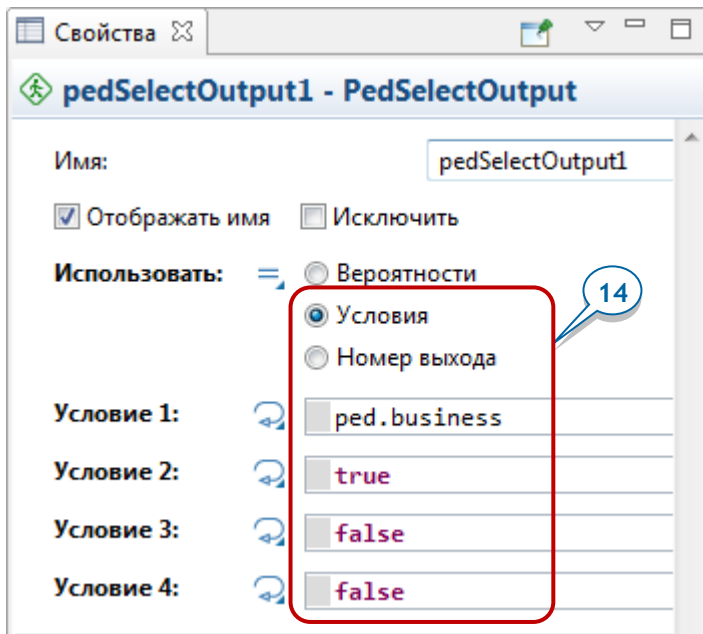 Свойства
pedSelectOutput1 - PedSelectOutput
Имя: pedSelectOutput1
Отображать имя Исключить
Использовать: Вероятности
14
Условия
Номер выхода
Условие 1: ped.business
Условие 2: true
Условие 3: false
Условие 4: false